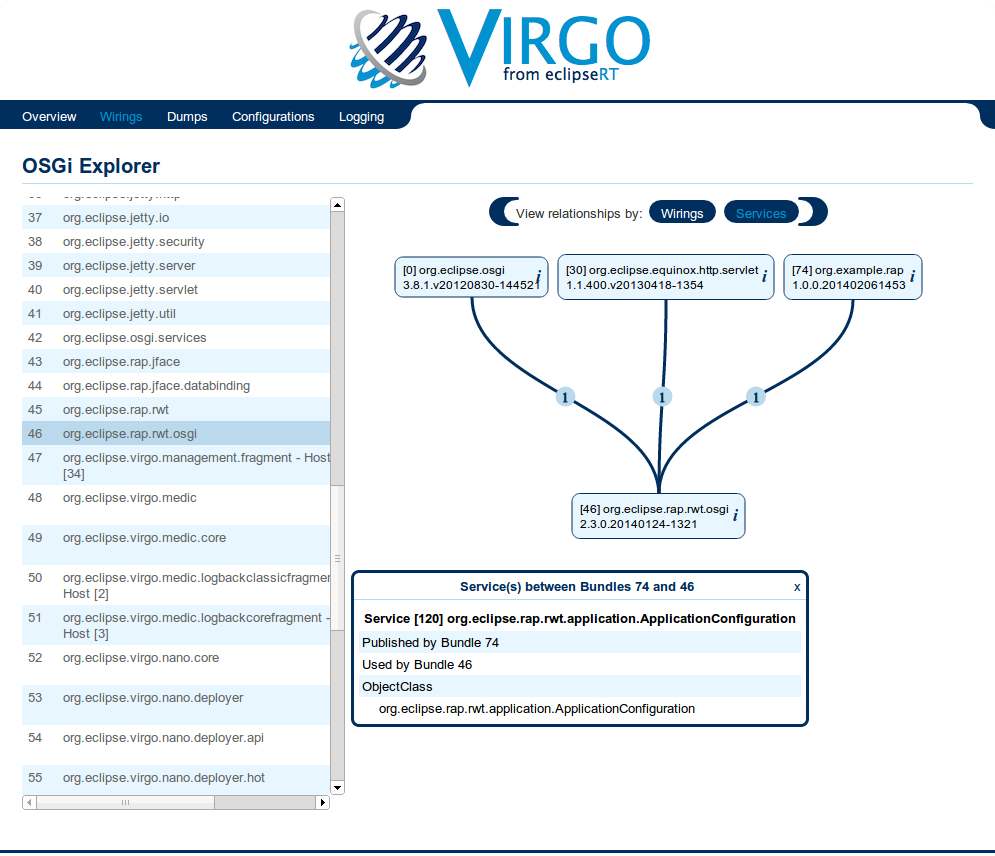 VIRGO
from eclipseRT
Overview Wirings Dumps Configurations Logging
OSGi Explorer
37 org.eclipse.jetty.io
38 org.eclipse.jetty.security
39 org.eclipse.jetty.server
40 org.eclipse.jetty.servlet
41 org.eclipse.jetty.util
42 org.eclipse.osgi.services
43 org.eclipse.rap.jface
44 org.eclipse.rap.jface.databinding
45 org.eclipse.rap.rwt
46 org.eclipse.rap.rwt.osgi
47 org.eclipse.virgo.management.fragment - Host
[34]
48 org.eclipse.virgo.medic
49 org.eclipse.virgo.medic.core
50 org.eclipse.virgo.medic.logbackclassicfragmen
Host [2]
51 org.eclipse.virgo.medic.logbackcorefragment -
Host [3]
52 org.eclipse.virgo.nano.core
53 org.eclipse.virgo.nano.deployer
54 org.eclipse.virgo.nano.deployer.api
55 org.eclipse.virgo.nano.deployer.hot
View relationships by: Wirings Services
[0] org.eclipse.osgi
3.8.1.v20120830-144521
i
[30] org.eclipse.equinox.http.servlet
1.1.400.v20130418-1354
i
[74] org.example.rap
1.0.0.201402061453
i
1 1 1
[46] org.eclipse.rap.rwt.osgi
2.3.0.20140124-1321
i
Service(s) between Bundles 74 and 46 x
Service [120] org.eclipse.rap.rwt.application.ApplicationConfiguration
Published by Bundle 74
Used by Bundle 46
ObjectClass
org.eclipse.rap.rwt.application.ApplicationConfiguration